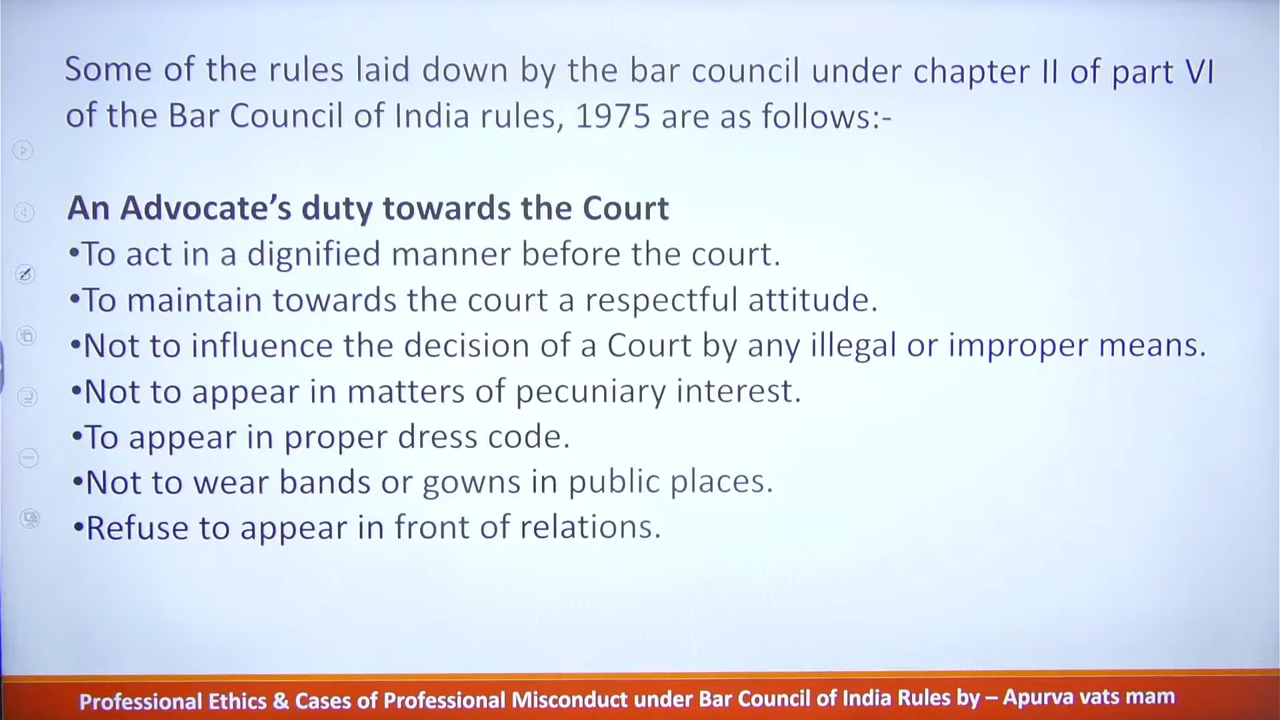 Some of the rules laid down by the bar council under chapter II of part VI
of the Bar Council of India rules, 1975 are as follows:-
An Advocate's duty towards the Court
•To act in a dignified manner before the court.
•To maintain towards the court a respectful attitude.
•Not to influence the decision of a Court by any illegal or improper means.
•Not to appear in matters of pecuniary interest.
•To appear in proper dress code.
•Not to wear bands or gowns in public places.
•Refuse to appear in front of relations.
Professional Ethics & Cases of Professional Misconduct under Bar Council of India Rules by – Apurva vats mam